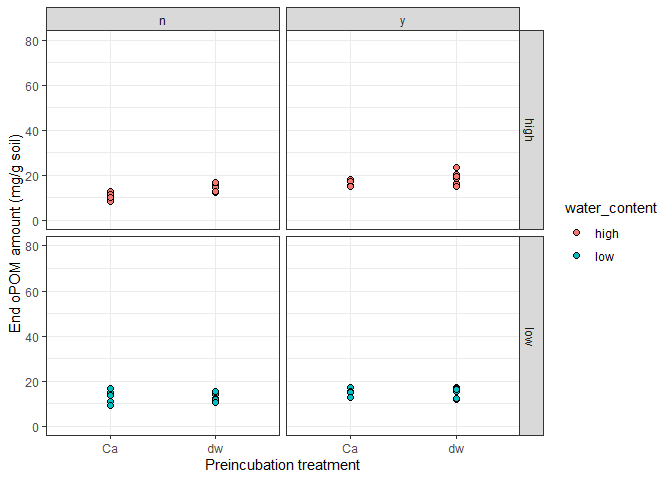 n
y
80
60
40
20
0
high
80
60
40
20
0
low
End oPOM amount (mg/g soil)
Ca
dw
Ca
dw
Preincubation treatment
water_content
high
low